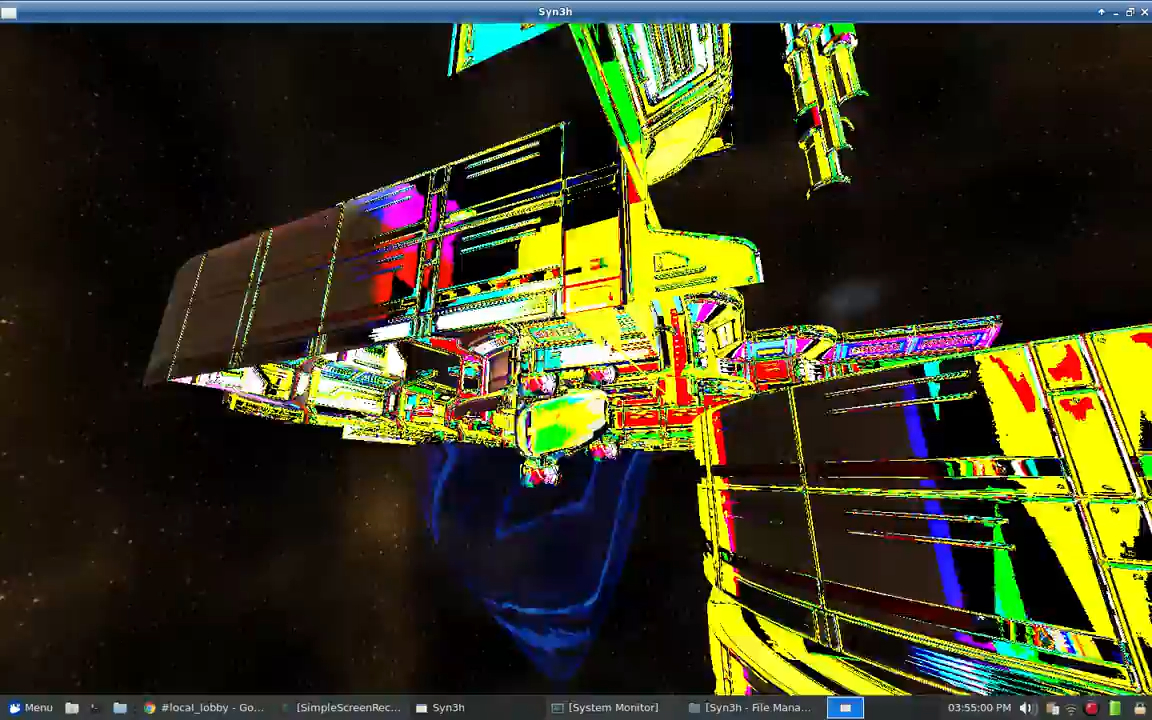 Syn3h
Menu
#local_lobby - Go...
[SimpleScreenRec...
Syn3h
[System Monitor]
[Syn3h - File Mana...
03:55:00 PM